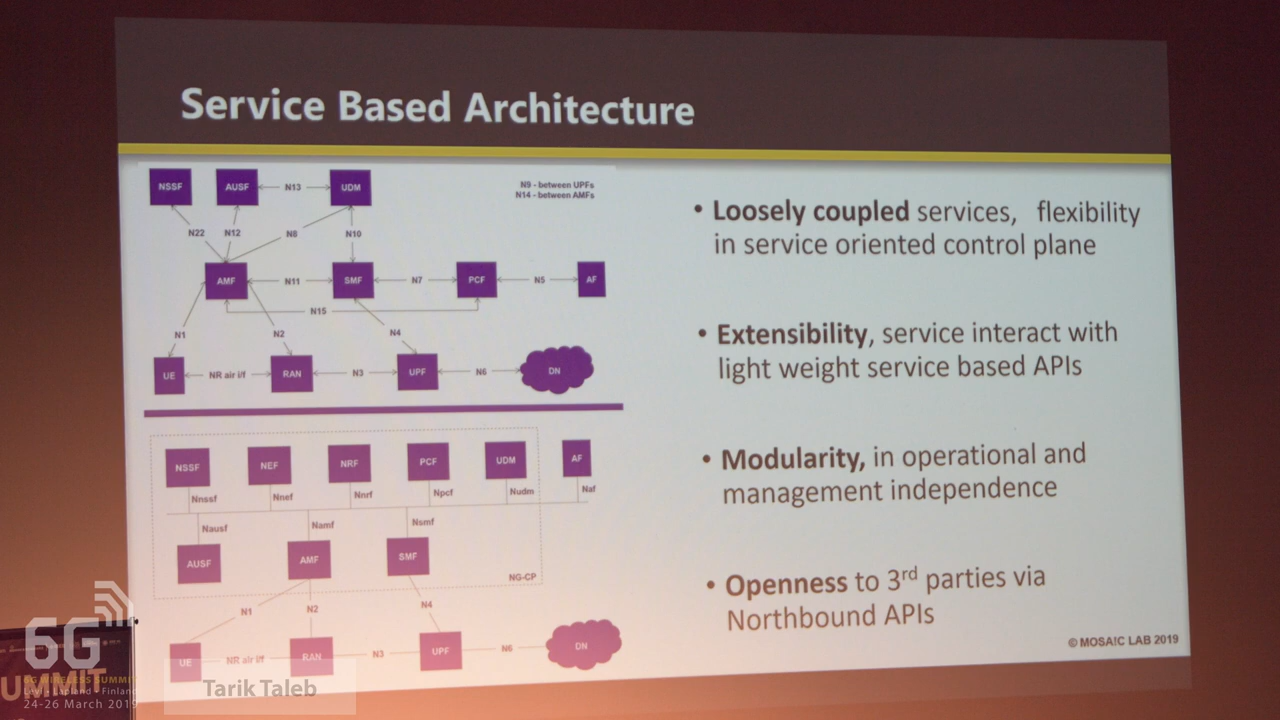 Service Based Architecture
NSSF AUSF N13 UDM
N9 - between UPFs
N14 - between AMFs
N22 N12 N8 N10
AMF N11 SMF N7 PCF N5 AF
N15
N1 N2 N4
UE NR air i/f RAN N3 UPF N6 DN
NSSF NEF NRF PCF UDM AF
Nnssf Nnef Nnrf Npcf Nudm Naf
Nausf Namf Nsmf
AUSF AMF SMF
NG-CP
N1 N2 N4
UE NR air i/f RAN N3 UPF N6 DN
• Loosely coupled services, flexibility
in service oriented control plane
• Extensibility, service interact with
light weight service based APIs
• Modularity, in operational and
management independence
• Openness to 3rd parties via
Northbound APIs
© MOSAIC LAB 2019
6G
6G WIRELESS SUMMIT
Levi - Lapland - Finland
24-26 March 2019
UMMIT
Tarik Taleb